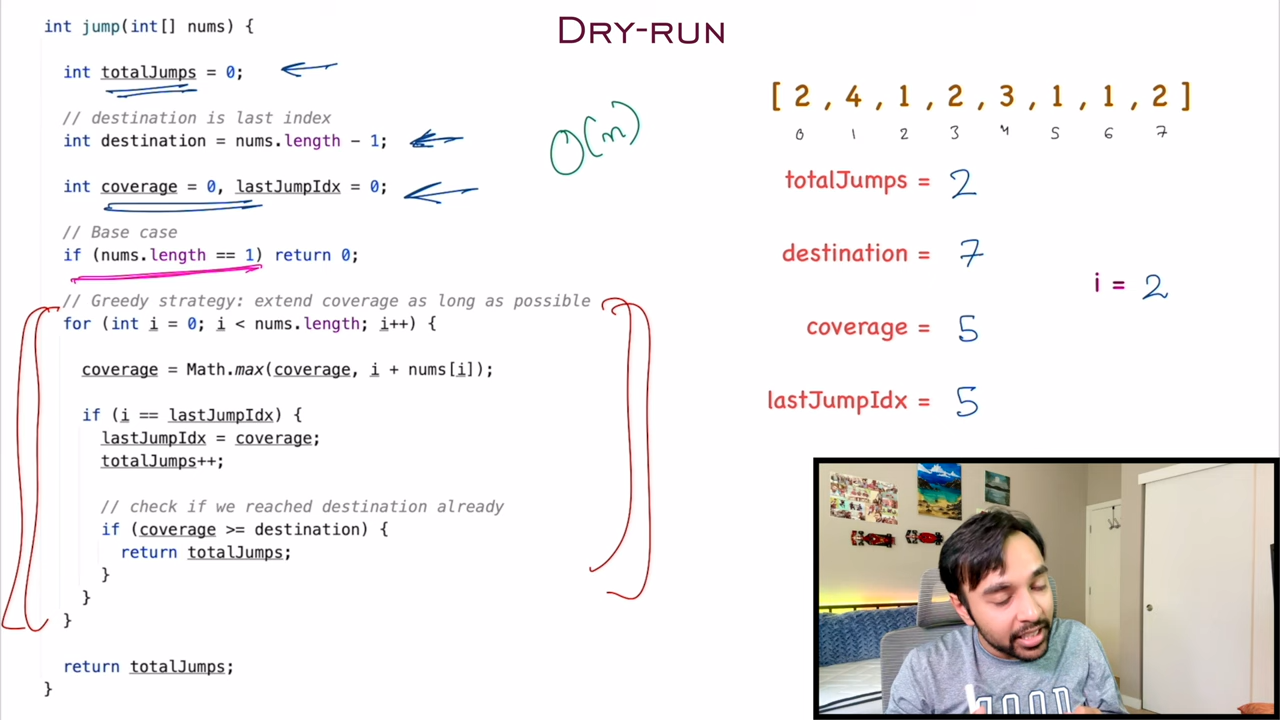 DRY-RUN
int jump(int[] nums) {
int totalJumps = 0;
// destination is last index
int destination = nums.length - 1;
int coverage = 0, lastJumpIdx = 0;
// Base case
if (nums.length == 1) return 0;
// Greedy strategy: extend coverage as long as possible
for (int i = 0; i < nums.length; i++) {
coverage = Math.max(coverage, i + nums[i]);
if (i == lastJumpIdx) {
lastJumpIdx = coverage;
totalJumps++;
// check if we reached destination already
if (coverage >= destination) {
return totalJumps;
}
}
}
return totalJumps;
}
O(n)
[ 2 , 4 , 1 , 2 , 3 , 1 , 1 , 2 ]
0 1 2 3 4 5 6 7
totalJumps = 2
destination = 7
i = 2
coverage = 5
lastJumpIdx = 5